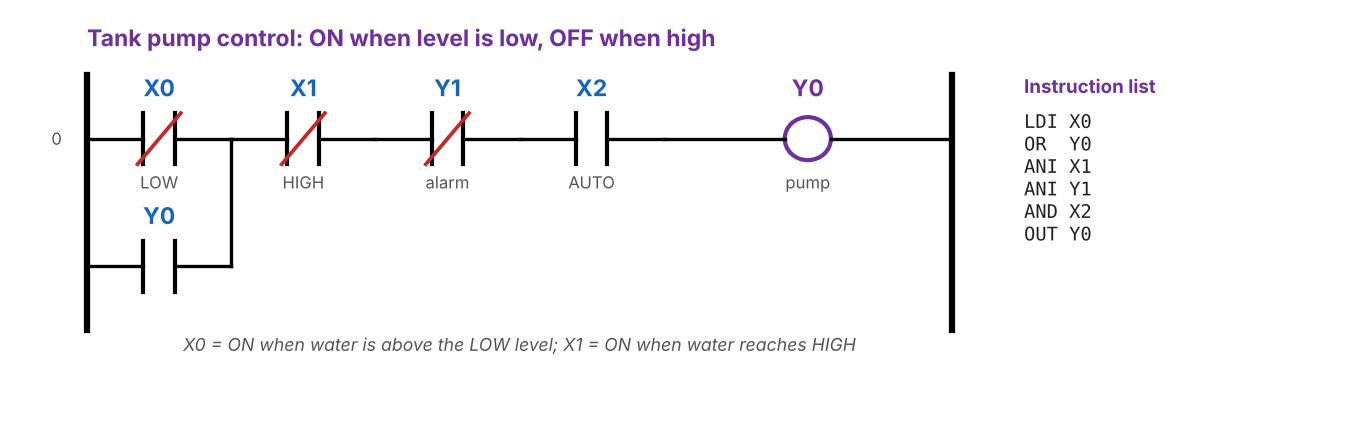 Tank pump control: ON when level is low, OFF when high
X0 X1 Y1 X2 Y0
0
LOW HIGH alarm AUTO pump
Y0
X0 = ON when water is above the LOW level; X1 = ON when water reaches HIGH
Instruction list
LDI X0
OR  Y0
ANI X1
ANI Y1
AND X2
OUT Y0